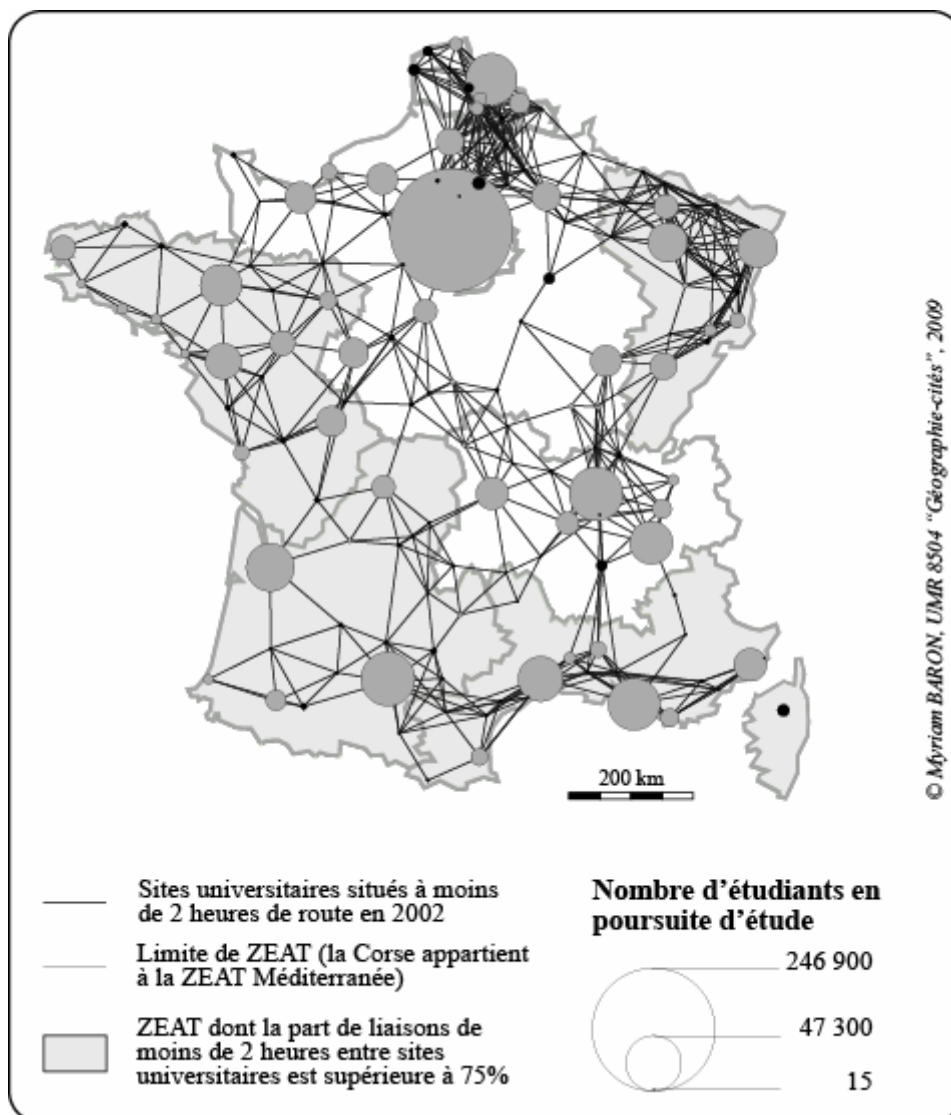 200 km
© Myriam BARON, UMR 8504 "Géographie-cités", 2009
Sites universitaires situés à moins
de 2 heures de route en 2002
Limite de ZEAT (la Corse appartient
à la ZEAT Méditerranée)
ZEAT dont la part de liaisons de
moins de 2 heures entre sites
universitaires est supérieure à 75%
Nombre d'étudiants en
poursuite d'étude
246 900
47 300
15